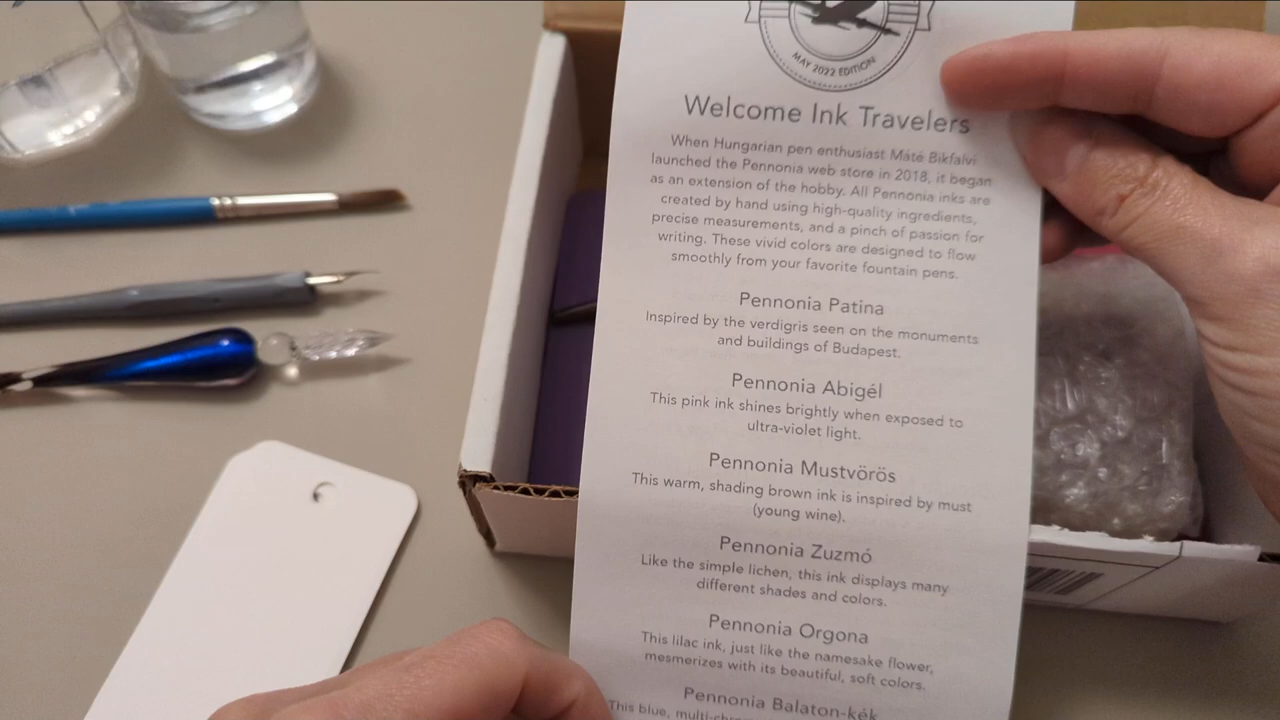 MAY 2022 EDITION
Welcome Ink Travelers
When Hungarian pen enthusiast Máté Bikfalvi
launched the Pennonia web store in 2018, it began
as an extension of the hobby. All Pennonia inks are
created by hand using high-quality ingredients,
precise measurements, and a pinch of passion for
writing. These vivid colors are designed to flow
smoothly from your favorite fountain pens.
Pennonia Patina
Inspired by the verdigris seen on the monuments
and buildings of Budapest.
Pennonia Abigél
This pink ink shines brightly when exposed to
ultra-violet light.
Pennonia Mustvörös
This warm, shading brown ink is inspired by must
(young wine).
Pennonia Zuzmó
Like the simple lichen, this ink displays many
different shades and colors.
Pennonia Orgona
This lilac ink, just like the namesake flower,
mesmerizes with its beautiful, soft colors.
Pennonia Balaton-kék
This blue,